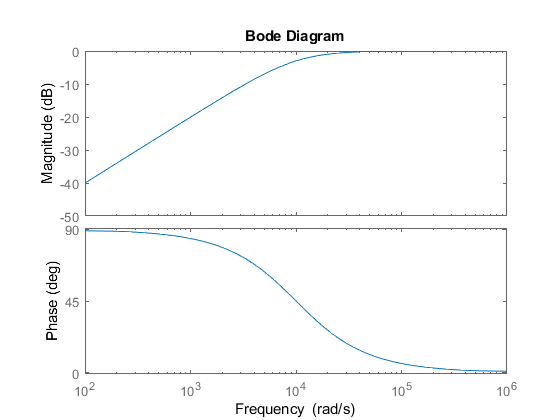 Bode Diagram
Magnitude (dB)
0
-10
-20
-30
-40
-50
Phase (deg)
90
45
0
10^2 10^3 10^4 10^5 10^6
Frequency (rad/s)